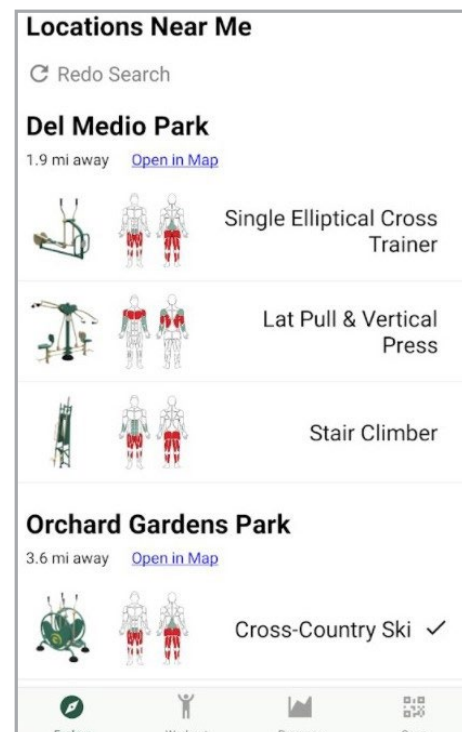 Locations Near Me
Redo Search
Del Medio Park
1.9 mi away Open in Map
Single Elliptical Cross
Trainer
Lat Pull & Vertical
Press
Stair Climber
Orchard Gardens Park
3.6 mi away Open in Map
Cross-Country Ski